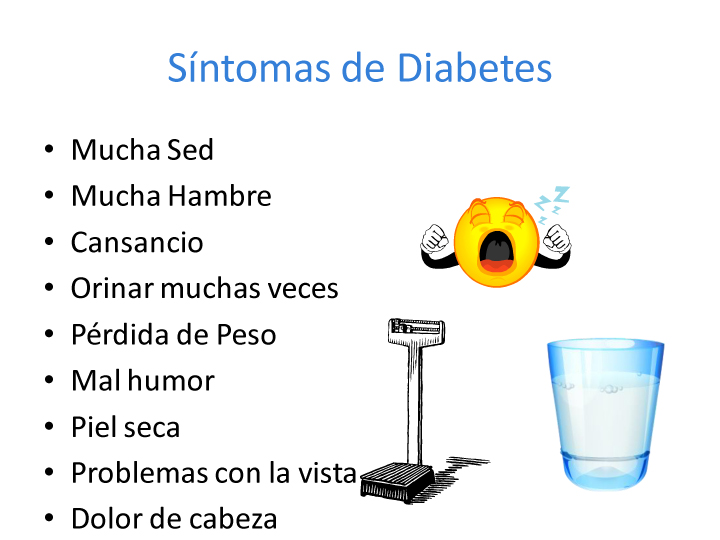 Síntomas de Diabetes
• Mucha Sed
• Mucha Hambre
• Cansancio
• Orinar muchas veces
• Pérdida de Peso
• Mal humor
• Piel seca
• Problemas con la vista
• Dolor de cabeza
z z z z